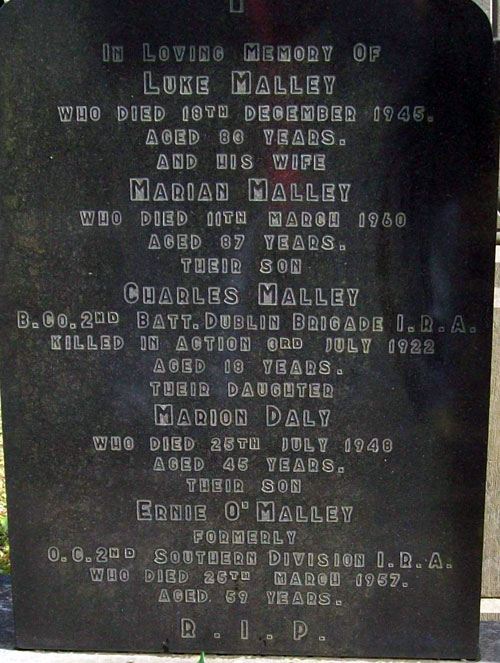 In Loving Memory Of
Luke Malley
who died 18th December 1945.
aged 83 years.
and his wife
Marian Malley
who died 11th March 1960
aged 87 years.
their son
Charles Malley
B.Co.2nd Batt. Dublin Brigade I.R.A.
killed in action 3rd July 1922
aged 18 years.
their daughter
Marion Daly
who died 25th July 1948
aged 45 years.
their son
Ernie O'Malley
formerly
O.C.2nd Southern Division I.R.A.
who died 25th March 1957.
aged 59 years.
R.I.P.